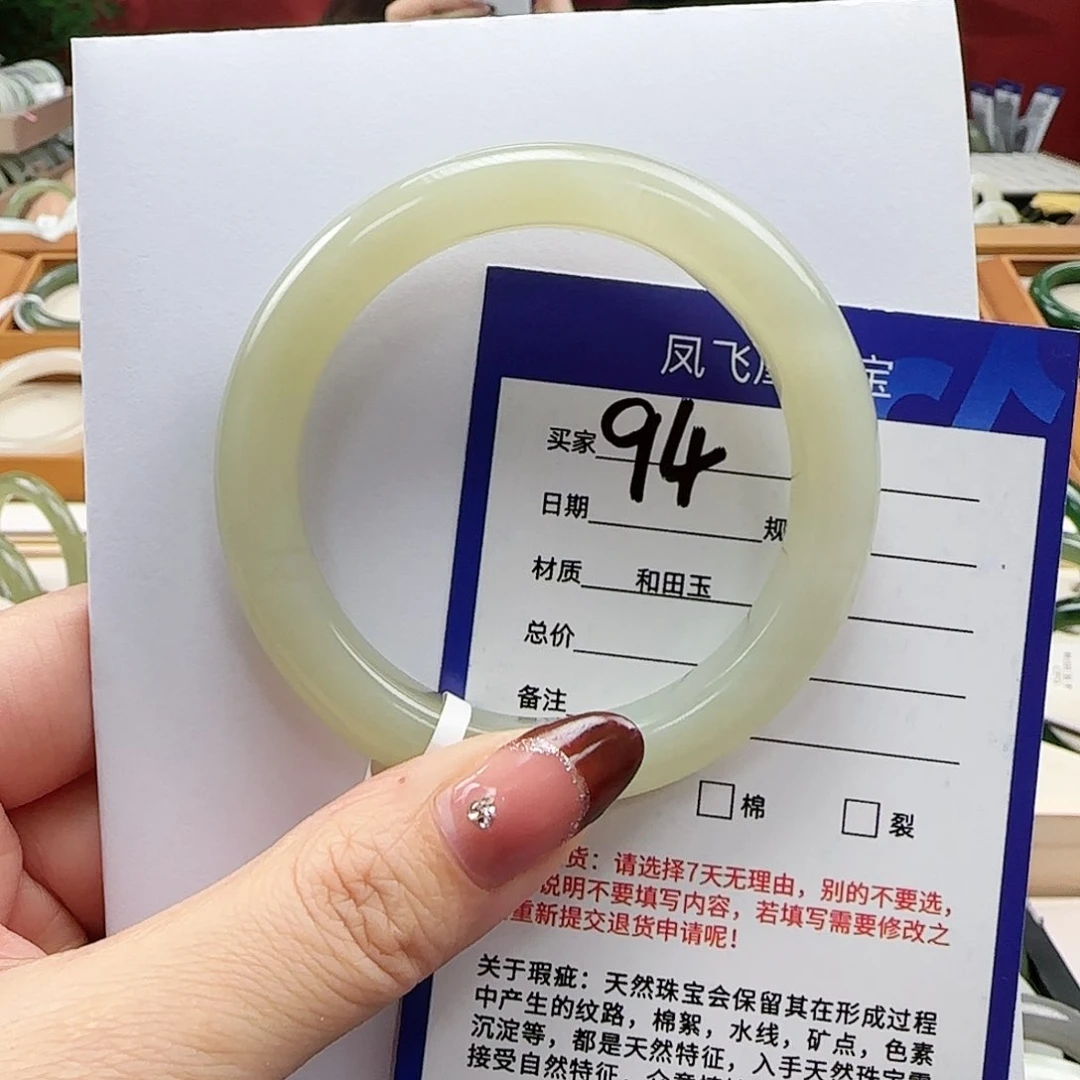 凤飞
宝
买家 94
日期 规
材质 和田玉
总价
备注
棉 裂
货：请选择7天无理由，别的不要选，
说明不要填写内容，若填写需要修改之
重新提交退货申请呢！
关于瑕疵：天然珠宝会保留其在形成过程
中产生的纹路，棉絮，水线，矿点，色素
沉淀等，都是天然特征，入手天然珠宝需
接受自然特征